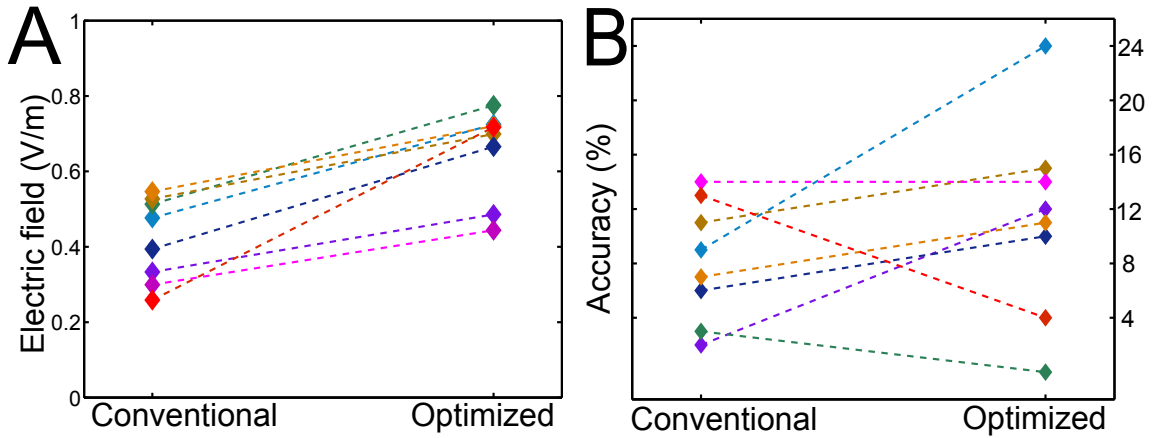 A
Electric field (V/m)
1
0.8
0.6
0.4
0.2
0
Conventional
Optimized
B
Accuracy (%)
24
20
16
12
8
4
Conventional
Optimized